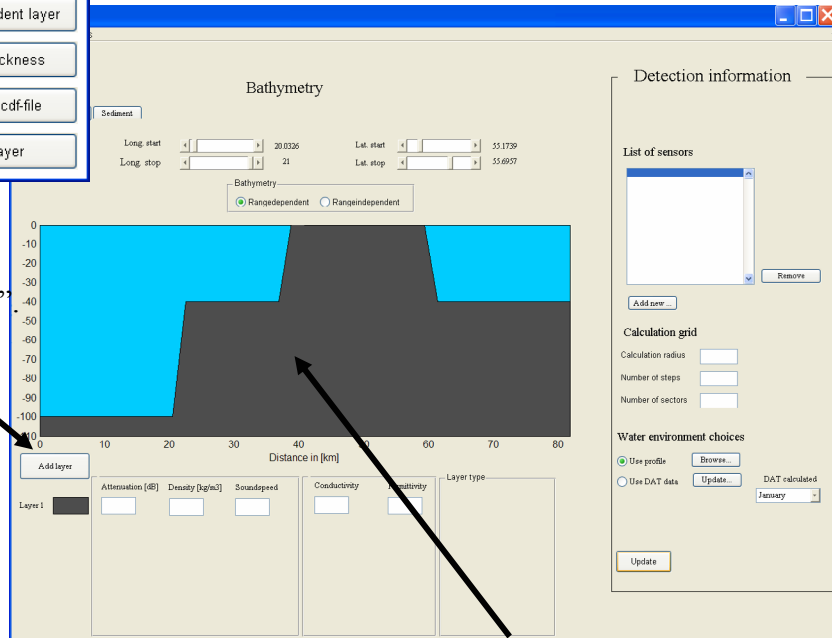 dent layer
ckness
cdf-file
ayer
s
Bathymetry
Sediment
Long. start 20.0326 Lat. start 55.1739
Long. stop 21 Lat. stop 55.6957
Bathymetry
Rangedependent Rangeindependent
0
-10
-20
-30
-40
-50
-60
-70
-80
-90
-100
”.
0 10 20 30 40 60 70 80
Distance in [km]
Add layer
Attenuation [dB] Density [kg/m3] Soundspeed Conductivity Layer type
Layer 1
Detection information
List of sensors
Remove
Add new ...
Calculation grid
Calculation radius
Number of steps
Number of sectors
Water environment choices
Use profile Browse...
Use DAT data Update... DAT calculated
January
Update